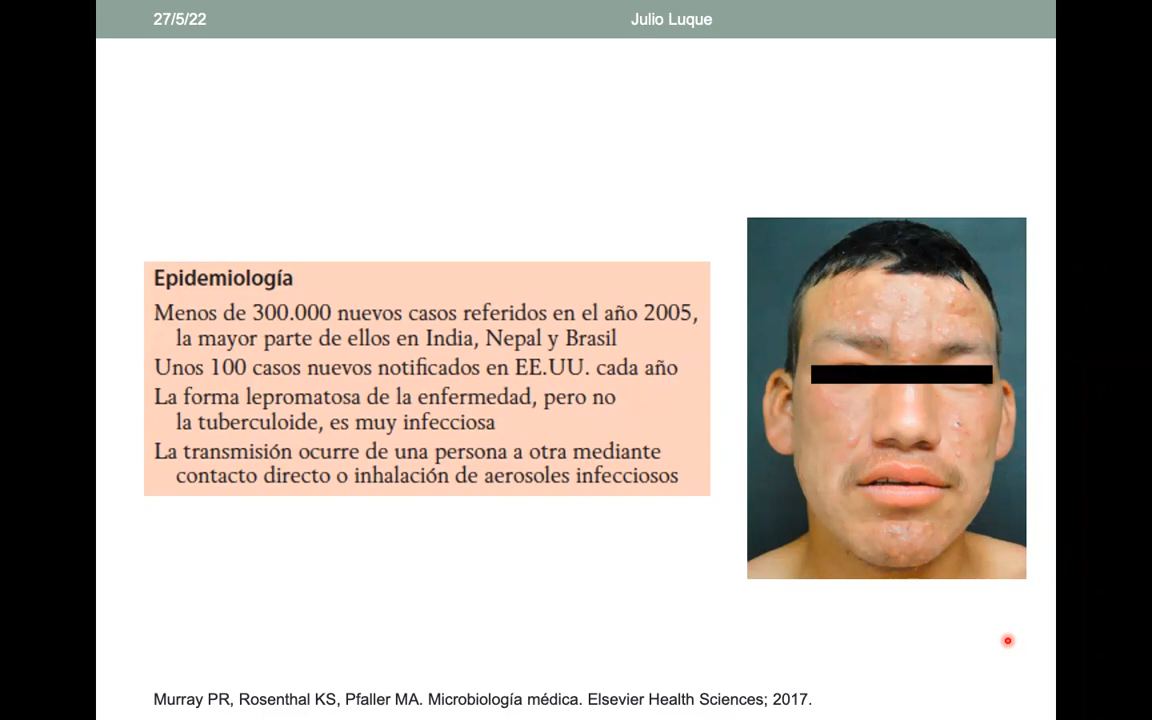 27/5/22
Julio Luque
Epidemiología
Menos de 300.000 nuevos casos referidos en el año 2005,
la mayor parte de ellos en India, Nepal y Brasil
Unos 100 casos nuevos notificados en EE.UU. cada año
La forma lepromatosa de la enfermedad, pero no
la tuberculoide, es muy infecciosa
La transmisión ocurre de una persona a otra mediante
contacto directo o inhalación de aerosoles infecciosos
Murray PR, Rosenthal KS, Pfaller MA. Microbiología médica. Elsevier Health Sciences; 2017.